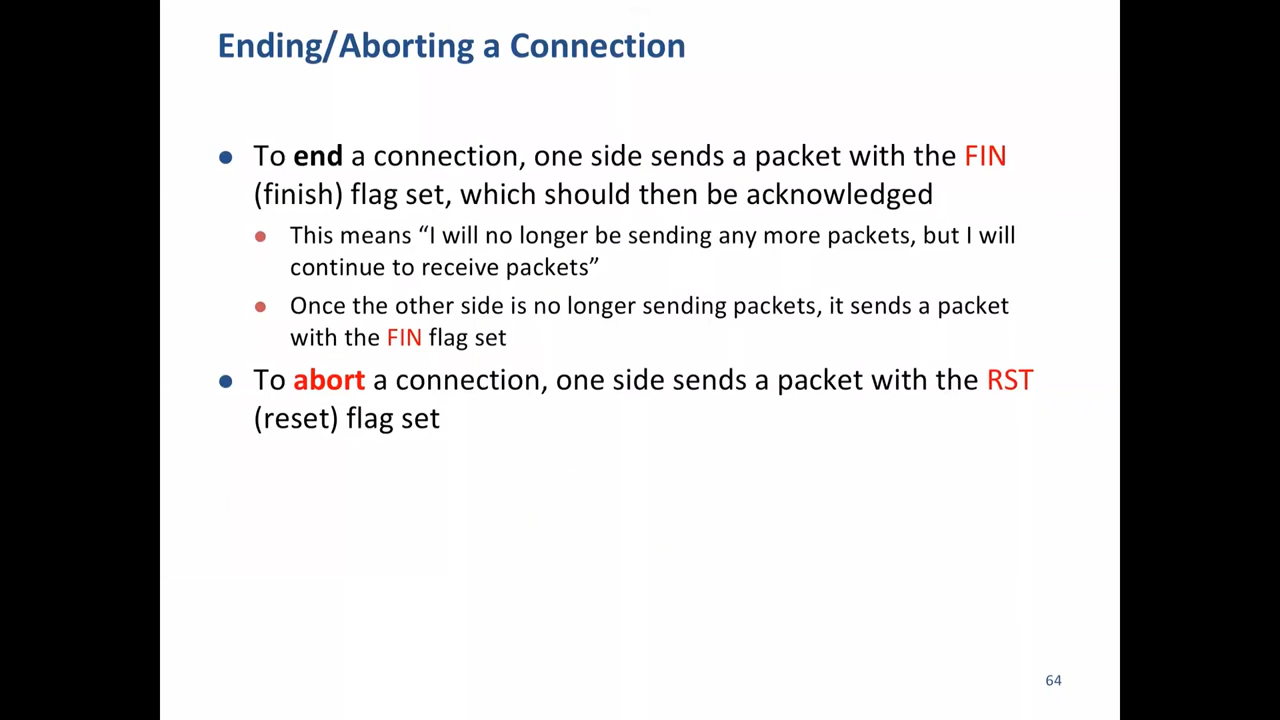 Ending/Aborting a Connection
● To end a connection, one side sends a packet with the FIN
(finish) flag set, which should then be acknowledged
● This means “I will no longer be sending any more packets, but I will
continue to receive packets”
● Once the other side is no longer sending packets, it sends a packet
with the FIN flag set
● To abort a connection, one side sends a packet with the RST
(reset) flag set
64